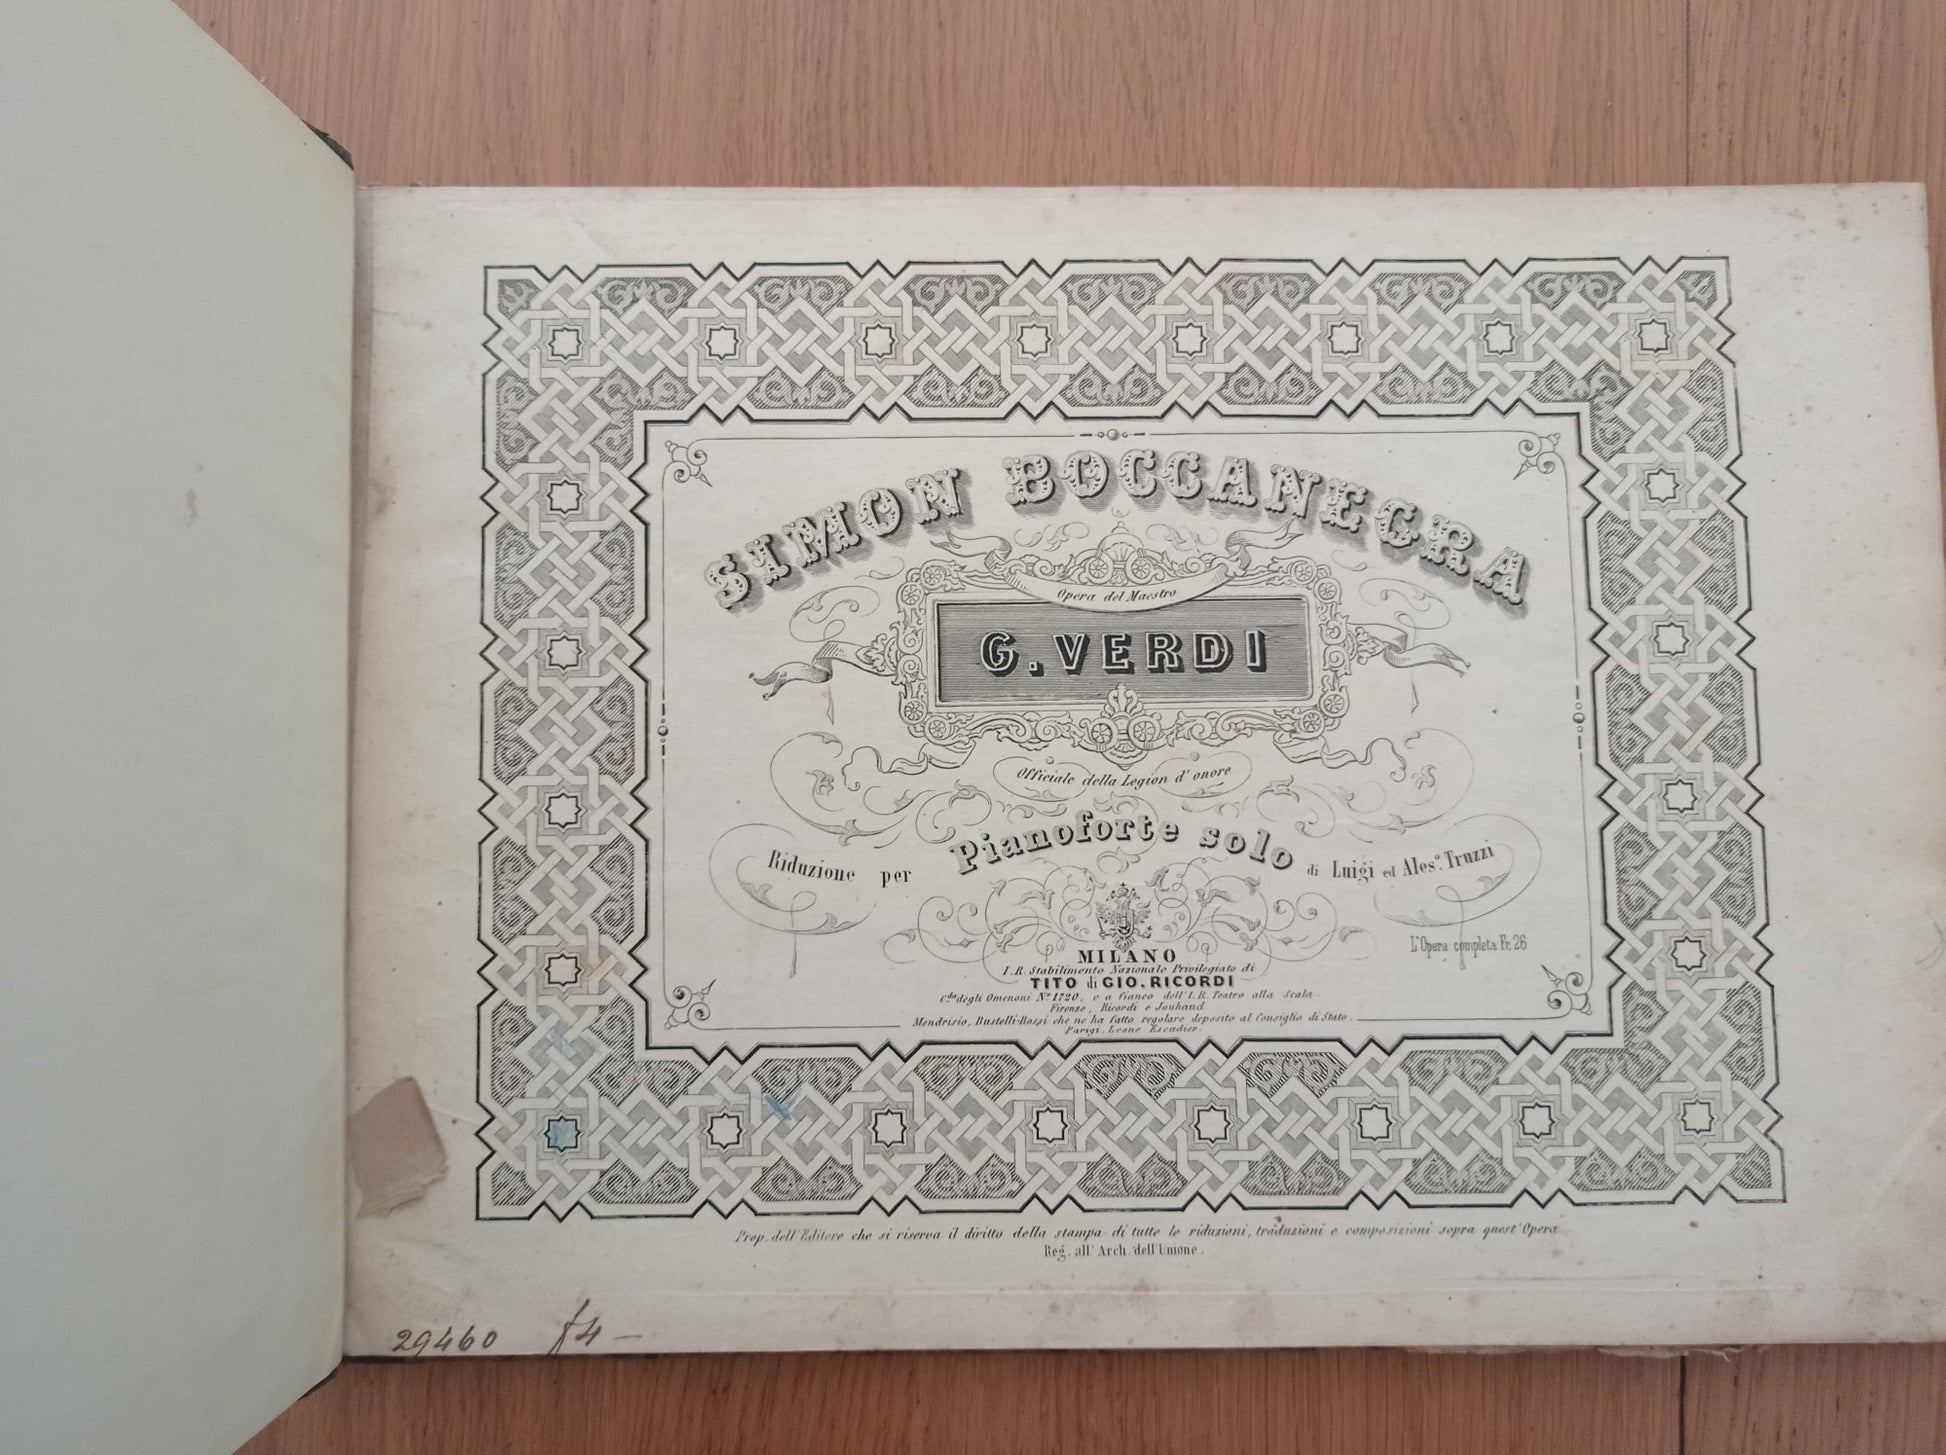 SIMON BOCCANEGRA
Opera del Maestro
G. VERDI
Officiale della Legion d'onore
Riduzione per Pianoforte solo di Luigi ed Ales.º Truzzi
L'Opera completa Fr. 26
MILANO
I. R. Stabilimento Nazionale Privilegiato di
TITO di GIO. RICORDI
C.da degli Omenoni N.º 1720, e a fianco dell'I. R. Teatro alla Scala.
Firenze, Ricordi e Jouhaud
Mendrisio, Bustelli-Rossi che ne ha fatto regolare deposito al Consiglio di Stato.
Parigi, Leone Escudier.
Prop. dell'Editore che si riserva il diritto della stampa di tutte le riduzioni, traduzioni e composizioni sopra quest'Opera.
Reg. all'Arch. dell'Unione.
29460 f 4 —